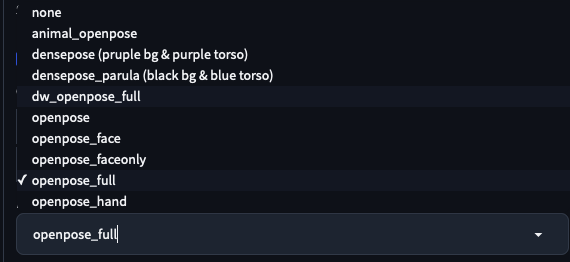 none
animal_openpose
densepose (pruple bg & purple torso)
densepose_parula (black bg & blue torso)
dw_openpose_full
openpose
openpose_face
openpose_faceonly
✓ openpose_full
openpose_hand
openpose_full